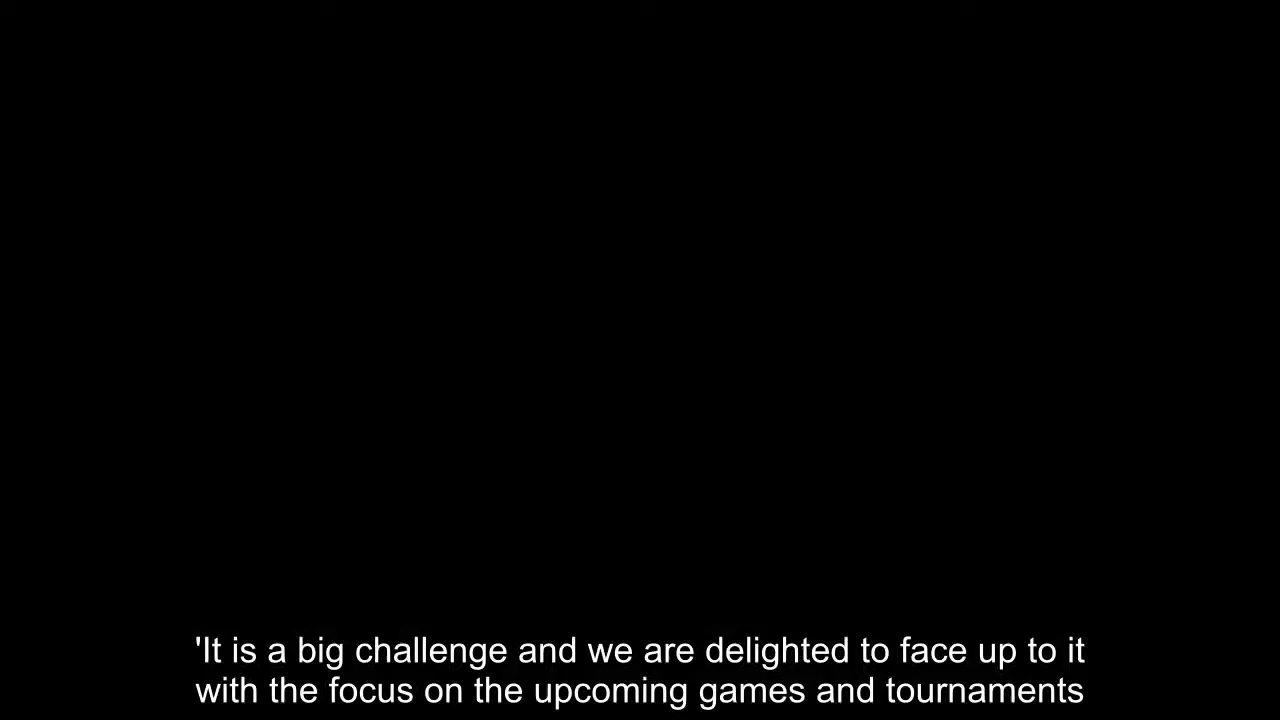 'It is a big challenge and we are delighted to face up to it
with the focus on the upcoming games and tournaments